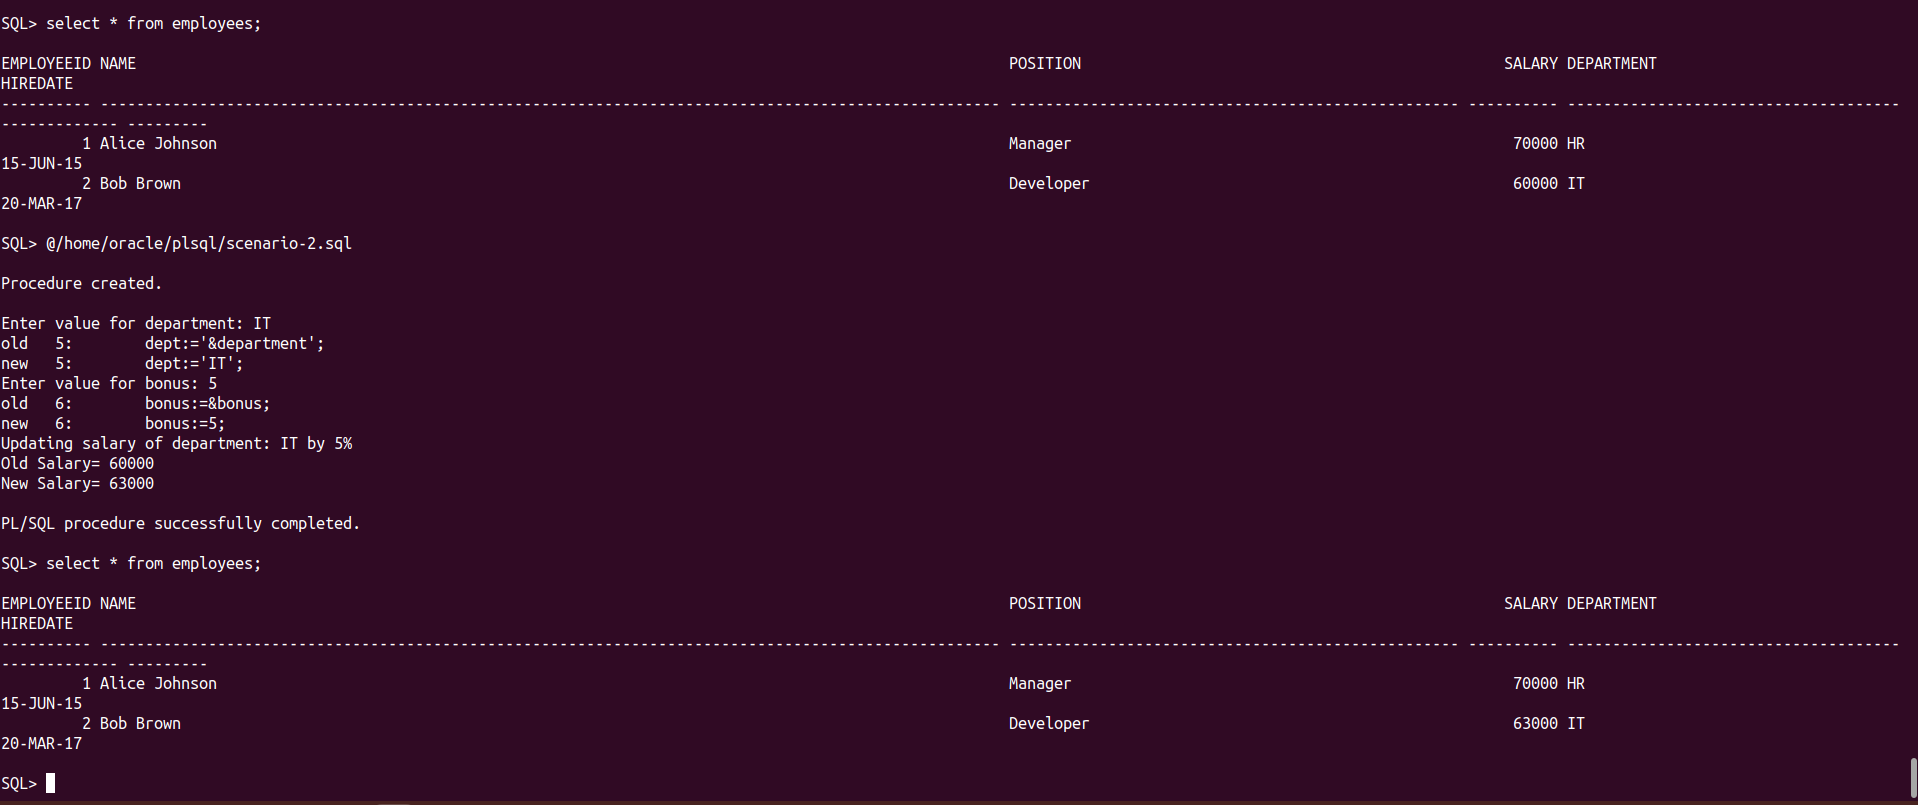 SQL> select * from employees;
EMPLOYEEID NAME POSITION SALARY DEPARTMENT
HIREDATE
---------- ---------------------------------------------------------------------------------------------------- -------------------------------------------------- ---------- -------------------------------------
------------- ---------
1 Alice Johnson Manager 70000 HR
15-JUN-15
2 Bob Brown Developer 60000 IT
20-MAR-17
SQL> @/home/oracle/plsql/scenario-2.sql
Procedure created.
Enter value for department: IT
old 5: dept:='&department';
new 5: dept:='IT';
Enter value for bonus: 5
old 6: bonus:=&bonus;
new 6: bonus:=5;
Updating salary of department: IT by 5%
Old Salary= 60000
New Salary= 63000
PL/SQL procedure successfully completed.
SQL> select * from employees;
EMPLOYEEID NAME POSITION SALARY DEPARTMENT
HIREDATE
---------- ---------------------------------------------------------------------------------------------------- -------------------------------------------------- ---------- -------------------------------------
------------- ---------
1 Alice Johnson Manager 70000 HR
15-JUN-15
2 Bob Brown Developer 63000 IT
20-MAR-17
SQL>